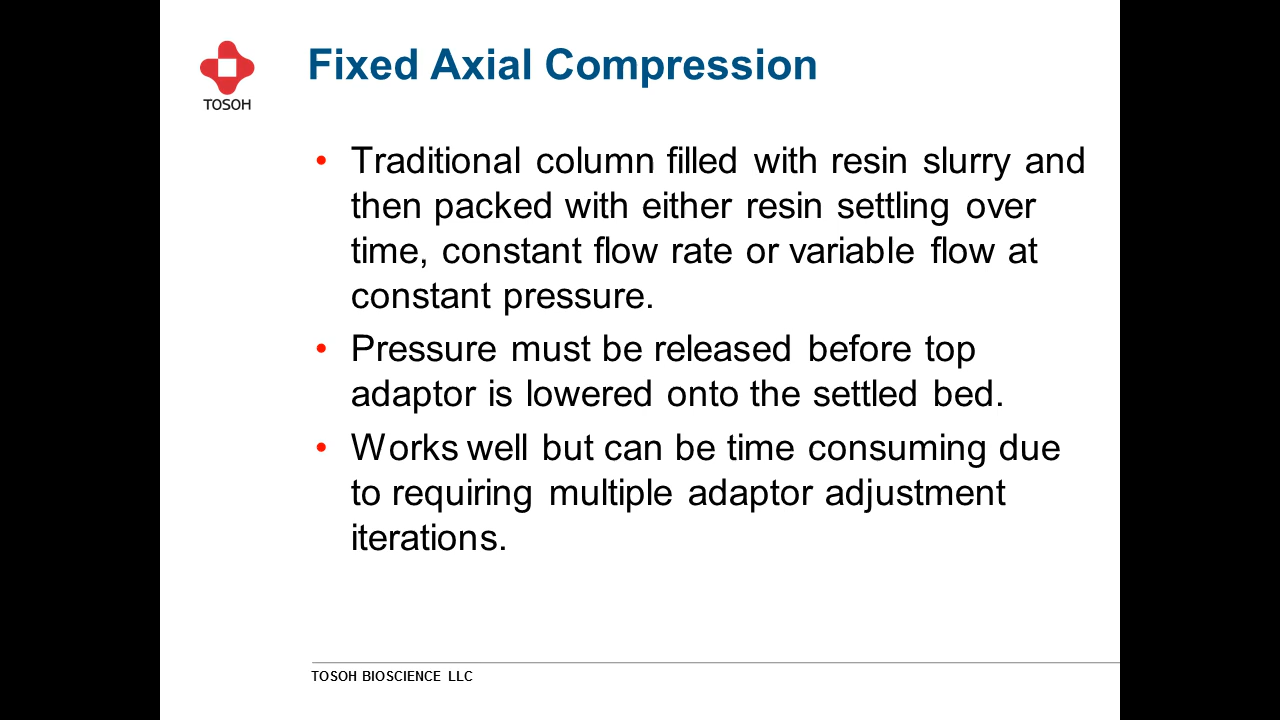 Fixed Axial Compression
TOSOH
• Traditional column filled with resin slurry and
then packed with either resin settling over
time, constant flow rate or variable flow at
constant pressure.
• Pressure must be released before top
adaptor is lowered onto the settled bed.
• Works well but can be time consuming due
to requiring multiple adaptor adjustment
iterations.
TOSOH BIOSCIENCE LLC